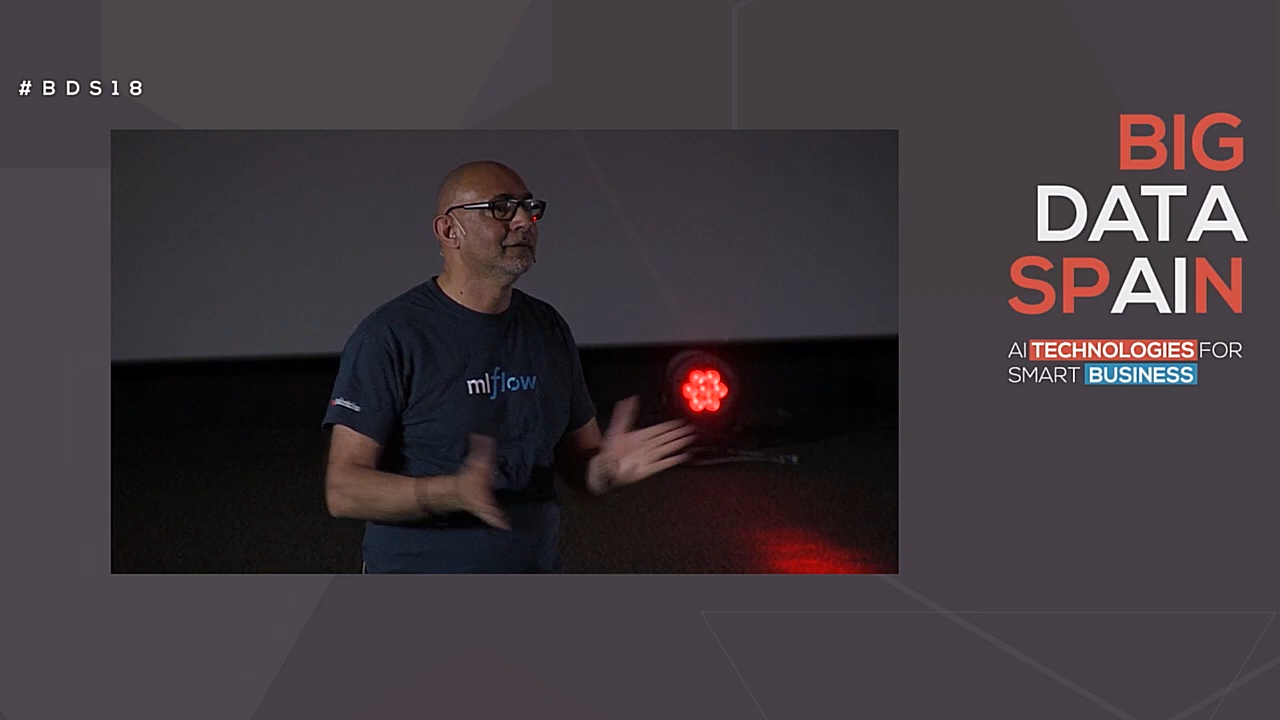 #BDS18
BIG
DATA
SPAIN
AI TECHNOLOGIES FOR
SMART BUSINESS
mlflow